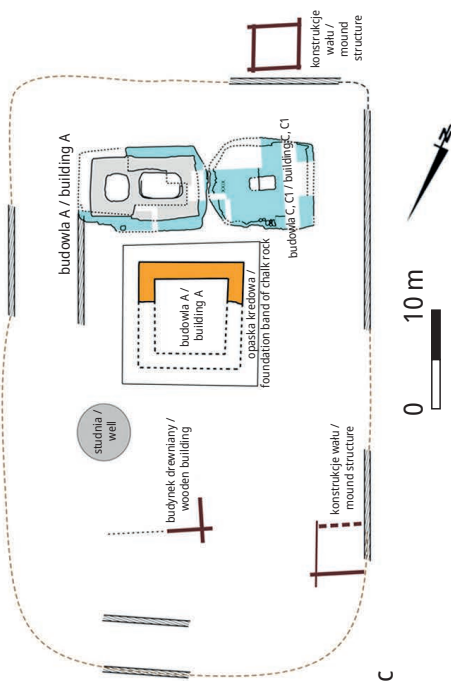 konstrukcje wału /
mound
structure
budowla A / building A
budowla C, C1 / building C, C1
budowla A /
building A
opaska kredowa /
foundation band of chalk rock
studnia /
well
budynek drewniany /
wooden building
konstrukcje wału /
mound structure
N
0 10 m
C